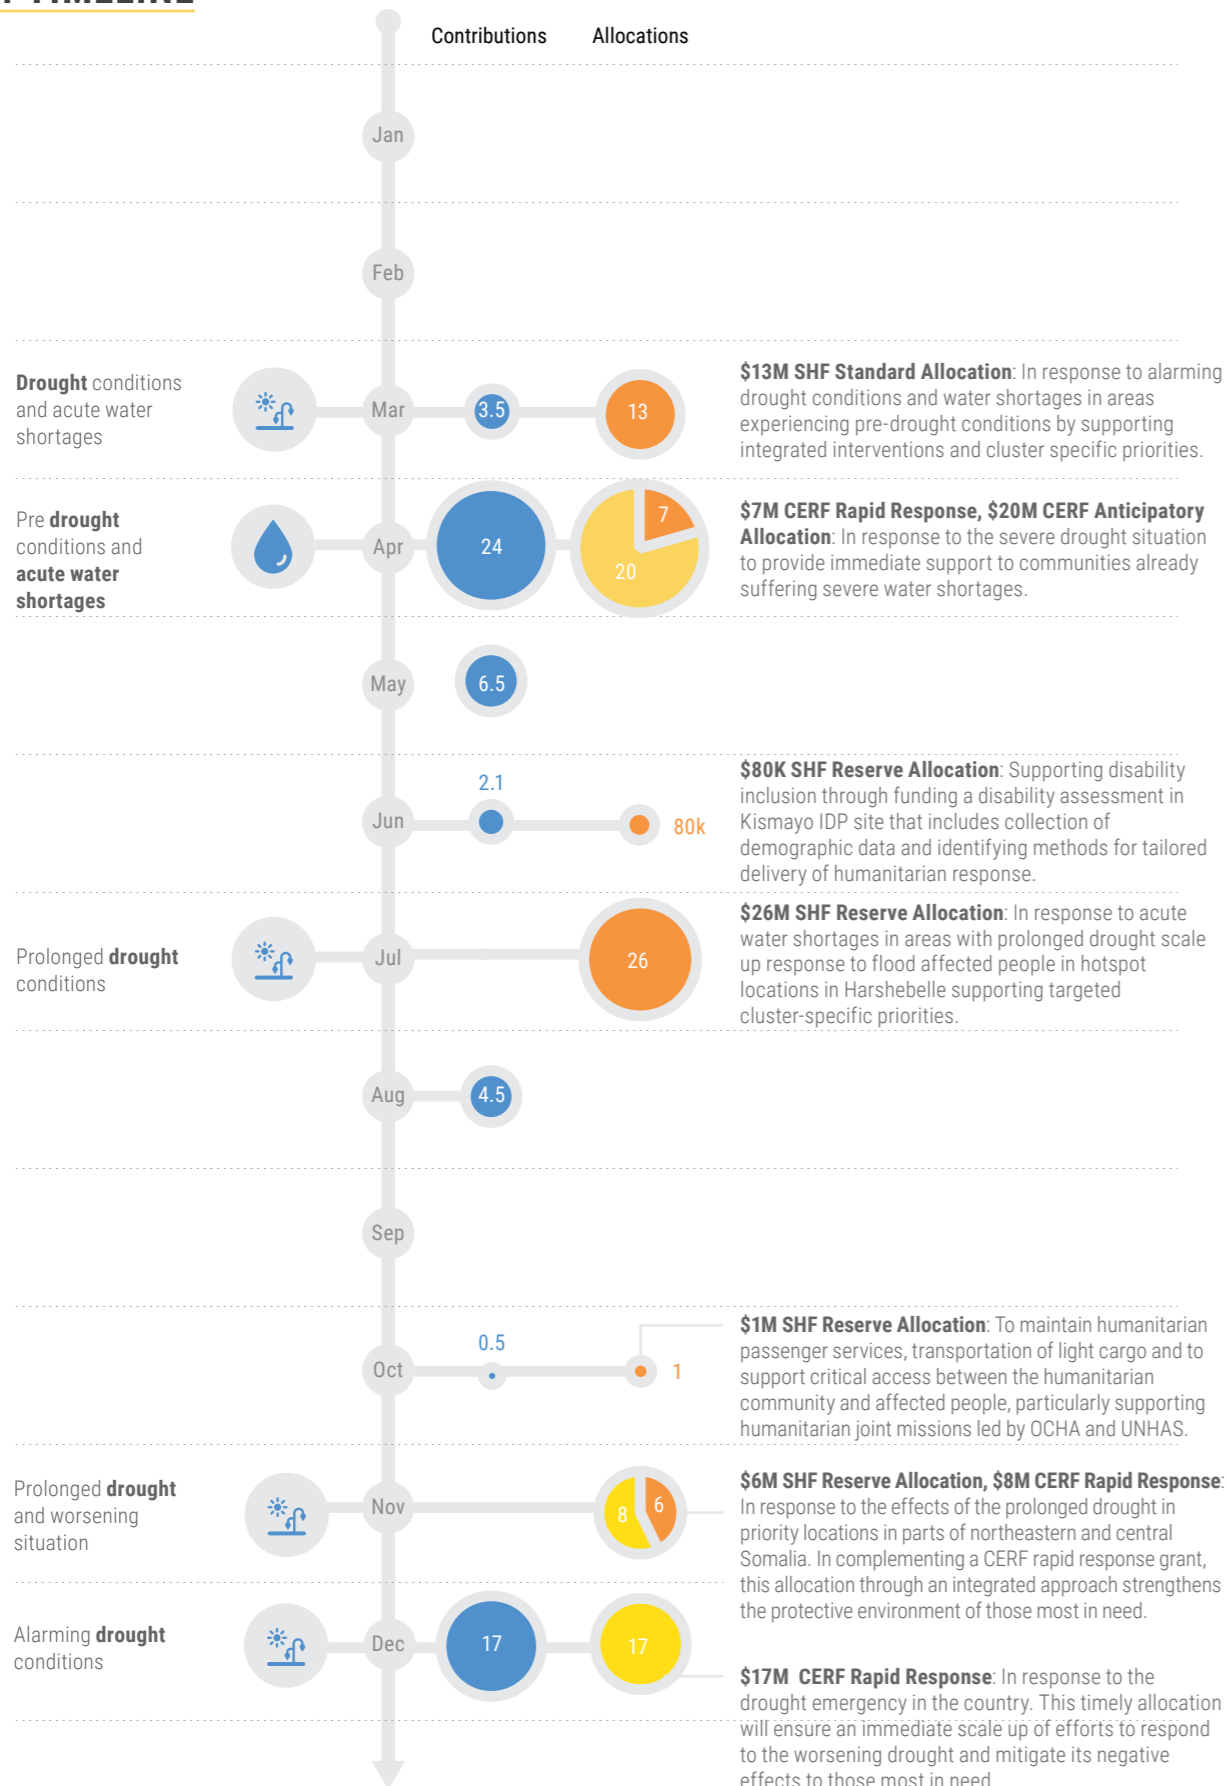 TIMELINE
Contributions Allocations
Jan
Feb
Drought conditions
and acute water
shortages
Mar
3.5
13
$13M SHF Standard Allocation: In response to alarming
drought conditions and water shortages in areas
experiencing pre-drought conditions by supporting
integrated interventions and cluster specific priorities.
Pre drought
conditions and
acute water
shortages
Apr
24
7
20
$7M CERF Rapid Response, $20M CERF Anticipatory
Allocation: In response to the severe drought situation
to provide immediate support to communities already
suffering severe water shortages.
May
6.5
Jun
2.1
80k
$80K SHF Reserve Allocation: Supporting disability
inclusion through funding a disability assessment in
Kismayo IDP site that includes collection of
demographic data and identifying methods for tailored
delivery of humanitarian response.
Prolonged drought
conditions
Jul
26
$26M SHF Reserve Allocation: In response to acute
water shortages in areas with prolonged drought scale
up response to flood affected people in hotspot
locations in Harshebelle supporting targeted
cluster-specific priorities.
Aug
4.5
Sep
Oct
0.5
1
$1M SHF Reserve Allocation: To maintain humanitarian
passenger services, transportation of light cargo and to
support critical access between the humanitarian
community and affected people, particularly supporting
humanitarian joint missions led by OCHA and UNHAS.
Prolonged drought
and worsening
situation
Nov
8
6
$6M SHF Reserve Allocation, $8M CERF Rapid Response:
In response to the effects of the prolonged drought in
priority locations in parts of northeastern and central
Somalia. In complementing a CERF rapid response grant,
this allocation through an integrated approach strengthens
the protective environment of those most in need.
Alarming drought
conditions
Dec
17
17
$17M CERF Rapid Response: In response to the
drought emergency in the country. This timely allocation
will ensure an immediate scale up of efforts to respond
to the worsening drought and mitigate its negative
effects to those most in need